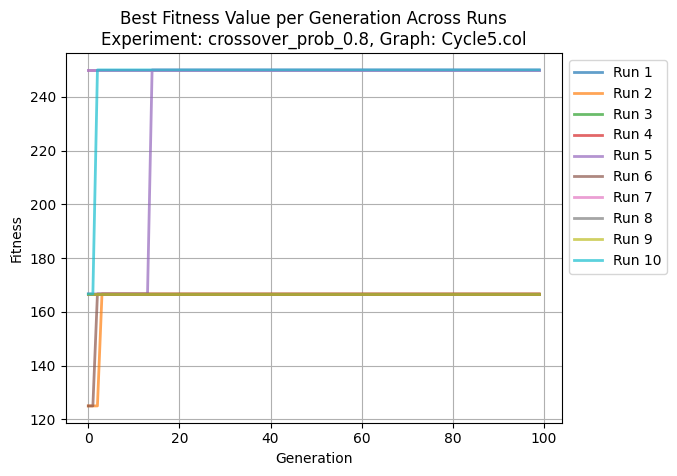 Best Fitness Value per Generation Across Runs
Experiment: crossover_prob_0.8, Graph: Cycle5.col
Fitness
240
220
200
180
160
140
120
0
20
40
60
80
100
Generation
Run 1
Run 2
Run 3
Run 4
Run 5
Run 6
Run 7
Run 8
Run 9
Run 10